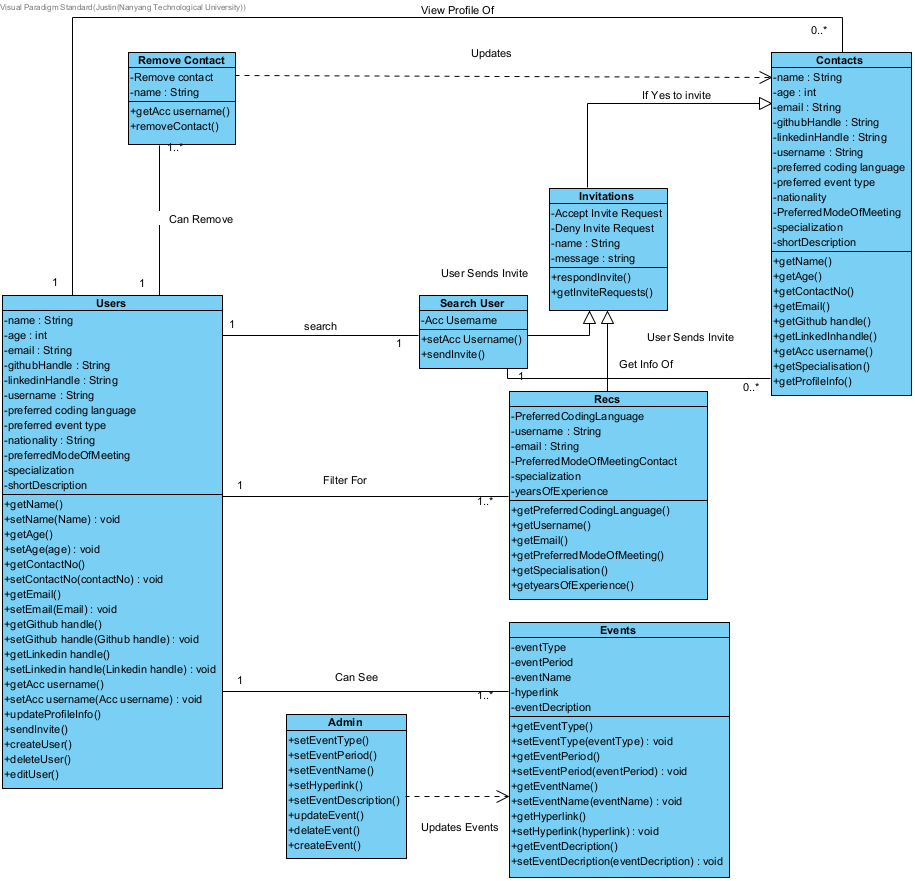 Visual Paradigm Standard(Justin(Nanyang Technological University))
View Profile Of
0..*
Remove Contact
-Remove contact
-name : String
+getAcc username()
+removeContact()
1..*
Updates
Contacts
-name : String
-age : int
-email : String
-githubHandle : String
-linkedinHandle : String
-username : String
-preferred coding language
-preferred event type
-nationality
-PreferredModeOfMeeting
-specialization
-shortDescription
+getName()
+getAge()
+getContactNo()
+getEmail()
+getGithub handle()
+getLinkedInhandle()
+getAcc username()
+getSpecialisation()
+getProfileInfo()
If Yes to invite
Invitations
-Accept Invite Request
-Deny Invite Request
-name : String
-message : string
+respondInvite()
+getInviteRequests()
Can Remove
1
1
User Sends Invite
Users
-name : String
-age : int
-email : String
-githubHandle : String
-linkedinHandle : String
-username : String
-preferred coding language
-preferred event type
-nationality : String
-preferredModeOfMeeting
-specialization
-shortDescription
+getName()
+setName(Name) : void
+getAge()
+setAge(age) : void
+getContactNo()
+setContactNo(contactNo) : void
+getEmail()
+setEmail(Email) : void
+getGithub handle()
+setGithub handle(Github handle) : void
+getLinkedin handle()
+setLinkedin handle(Linkedin handle) : void
+getAcc username()
+setAcc username(Acc username) : void
+updateProfileInfo()
+sendInvite()
+createUser()
+deleteUser()
+editUser()
1
search
1
Search User
-Acc Username
+setAcc Username()
+sendInvite()
User Sends Invite
Get Info Of
1
0..*
Recs
-PreferredCodingLanguage
-username : String
-email : String
-PreferredModeOfMeetingContact
-specialization
-yearsOfExperience
+getPreferredCodingLanguage()
+getUsername()
+getEmail()
+getPreferredModeOfMeeting()
+getSpecialisation()
+getyearsOfExperience()
1
Filter For
1..*
1
Can See
1..*
Events
-eventType
-eventPeriod
-eventName
-hyperlink
-eventDecription
+getEventType()
+setEventType(eventType) : void
+getEventPeriod()
+setEventPeriod(eventPeriod) : void
+getEventName()
+setEventName(eventName) : void
+getHyperlink()
+setHyperlink(hyperlink) : void
+getEventDecription()
+setEventDecription(eventDecription) : void
Admin
+setEventType()
+setEventPeriod()
+setEventName()
+setHyperlink()
+setEventDescription()
+updateEvent()
+delateEvent()
+createEvent()
Updates Events